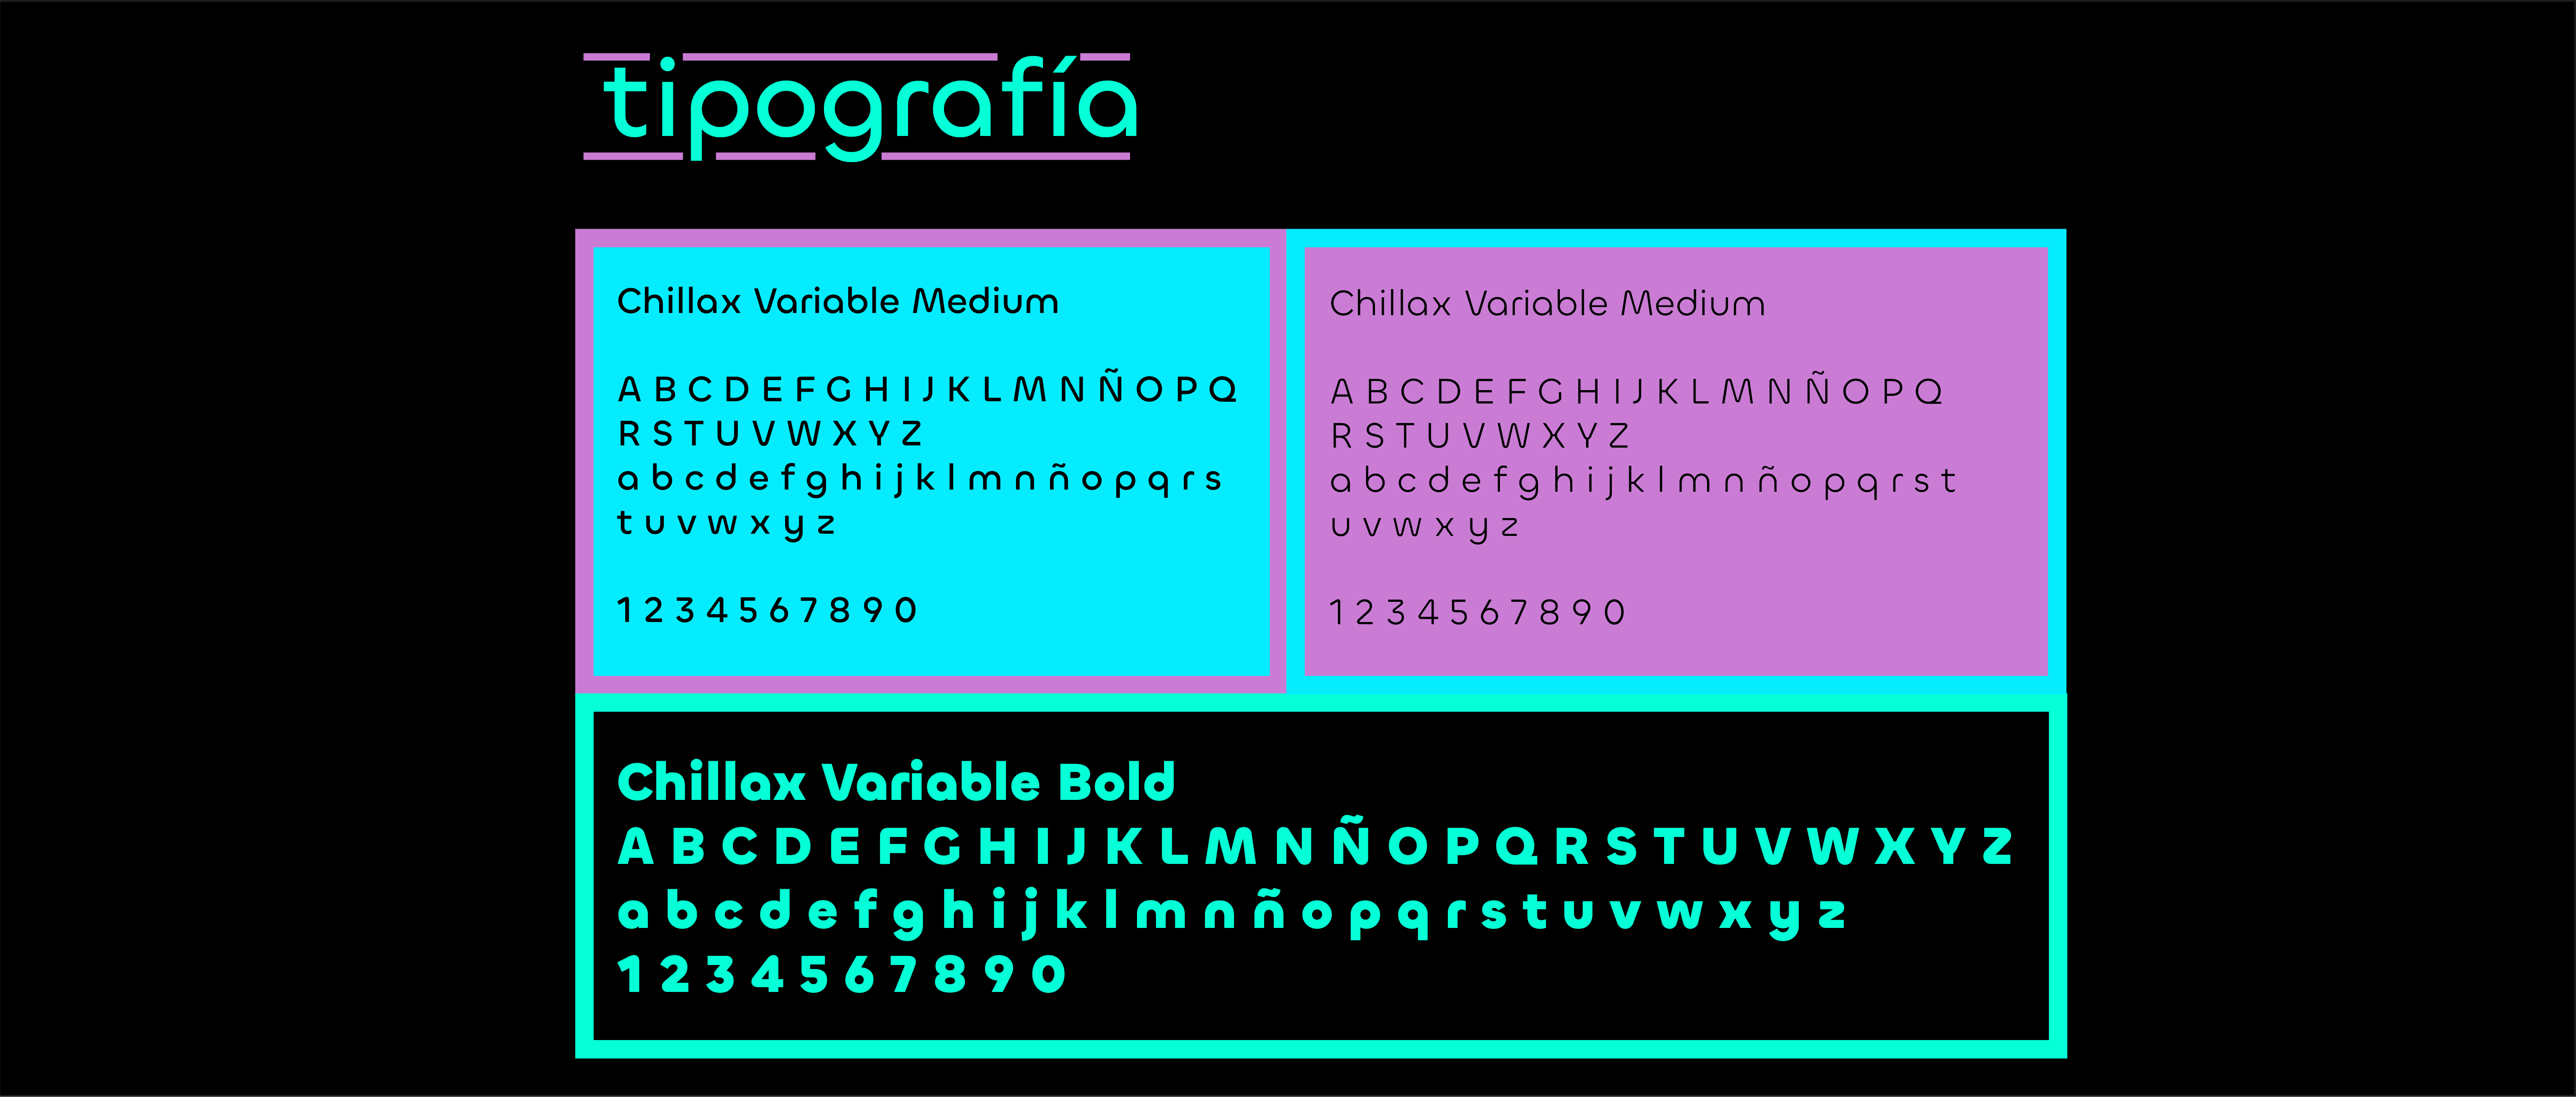 tipografía
Chillax Variable Medium
A B C D E F G H I J K L M N Ñ O P Q
R S T U V W X Y Z
a b c d e f g h i j k l m n ñ o p q r s
t u v w x y z
1 2 3 4 5 6 7 8 9 0
Chillax Variable Medium
A B C D E F G H I J K L M N Ñ O P Q
R S T U V W X Y Z
a b c d e f g h i j k l m n ñ o p q r s t
u v w x y z
1 2 3 4 5 6 7 8 9 0
Chillax Variable Bold
A B C D E F G H I J K L M N Ñ O P Q R S T U V W X Y Z
a b c d e f g h i j k l m n ñ o p q r s t u v w x y z
1 2 3 4 5 6 7 8 9 0